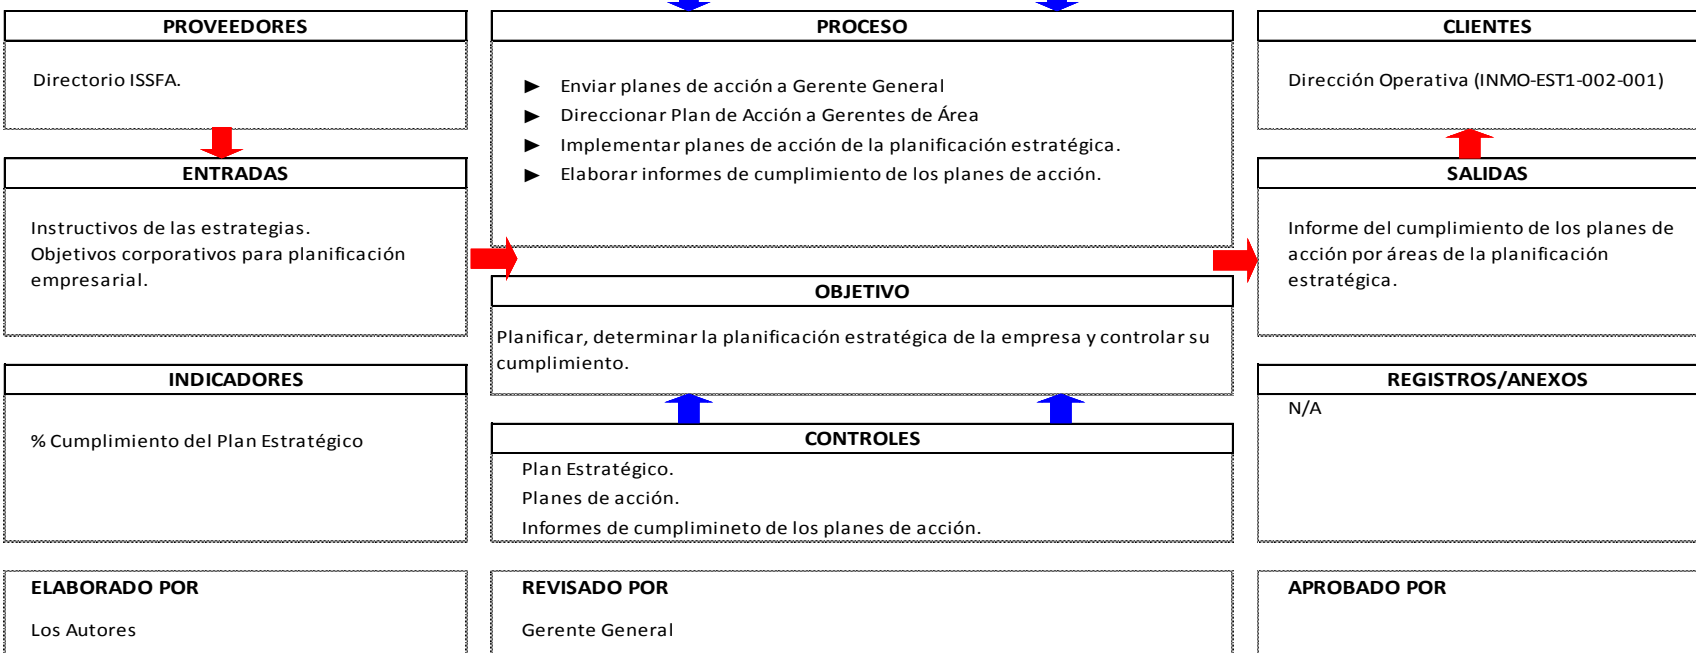 PROVEEDORES
Directorio ISSFA.
ENTRADAS
Instructivos de las estrategias.
Objetivos corporativos para planificación
empresarial.
INDICADORES
% Cumplimiento del Plan Estratégico
PROCESO
► Enviar planes de acción a Gerente General
► Direccionar Plan de Acción a Gerentes de Área
► Implementar planes de acción de la planificación estratégica.
► Elaborar informes de cumplimiento de los planes de acción.
OBJETIVO
Planificar, determinar la planificación estratégica de la empresa y controlar su
cumplimiento.
CONTROLES
Plan Estratégico.
Planes de acción.
Informes de cumplimineto de los planes de acción.
CLIENTES
Dirección Operativa (INMO-EST1-002-001)
SALIDAS
Informe del cumplimiento de los planes de
acción por áreas de la planificación
estratégica.
REGISTROS/ANEXOS
N/A
ELABORADO POR
Los Autores
REVISADO POR
Gerente General
APROBADO POR